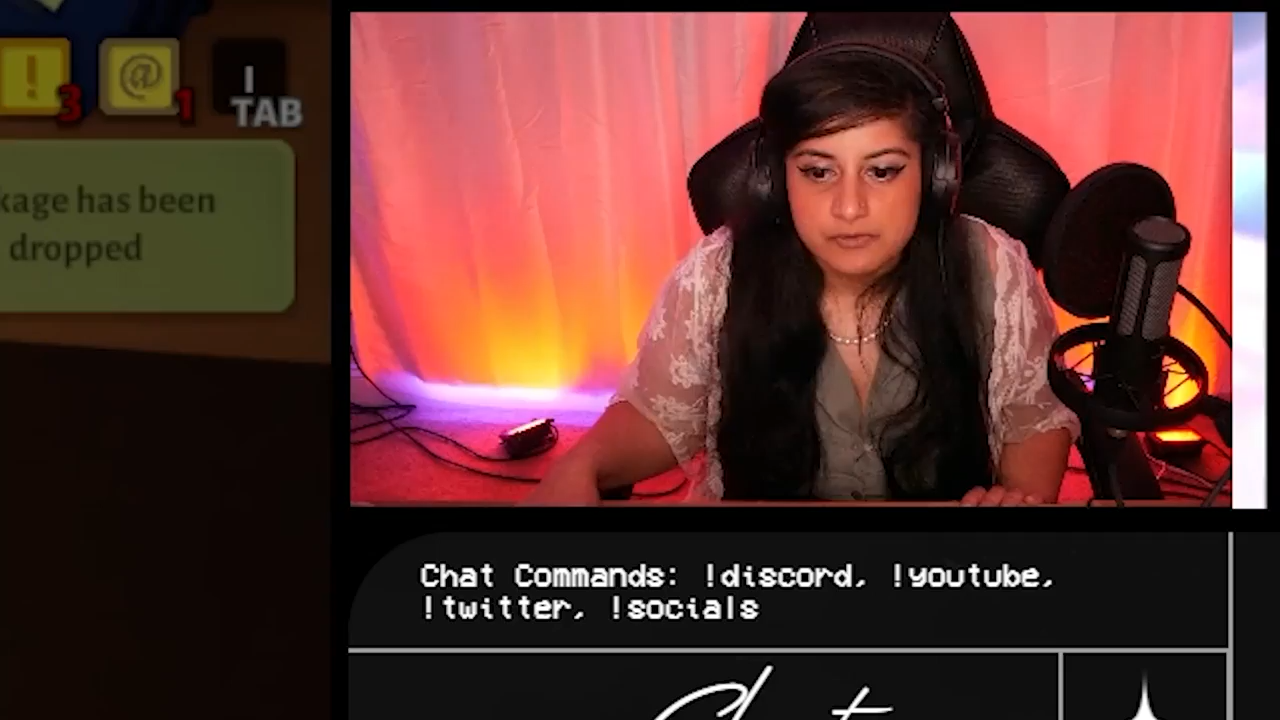 !
3
@
1
I
TAB
kage has been
dropped
Chat Commands: !discord, !youtube,
!twitter, !socials